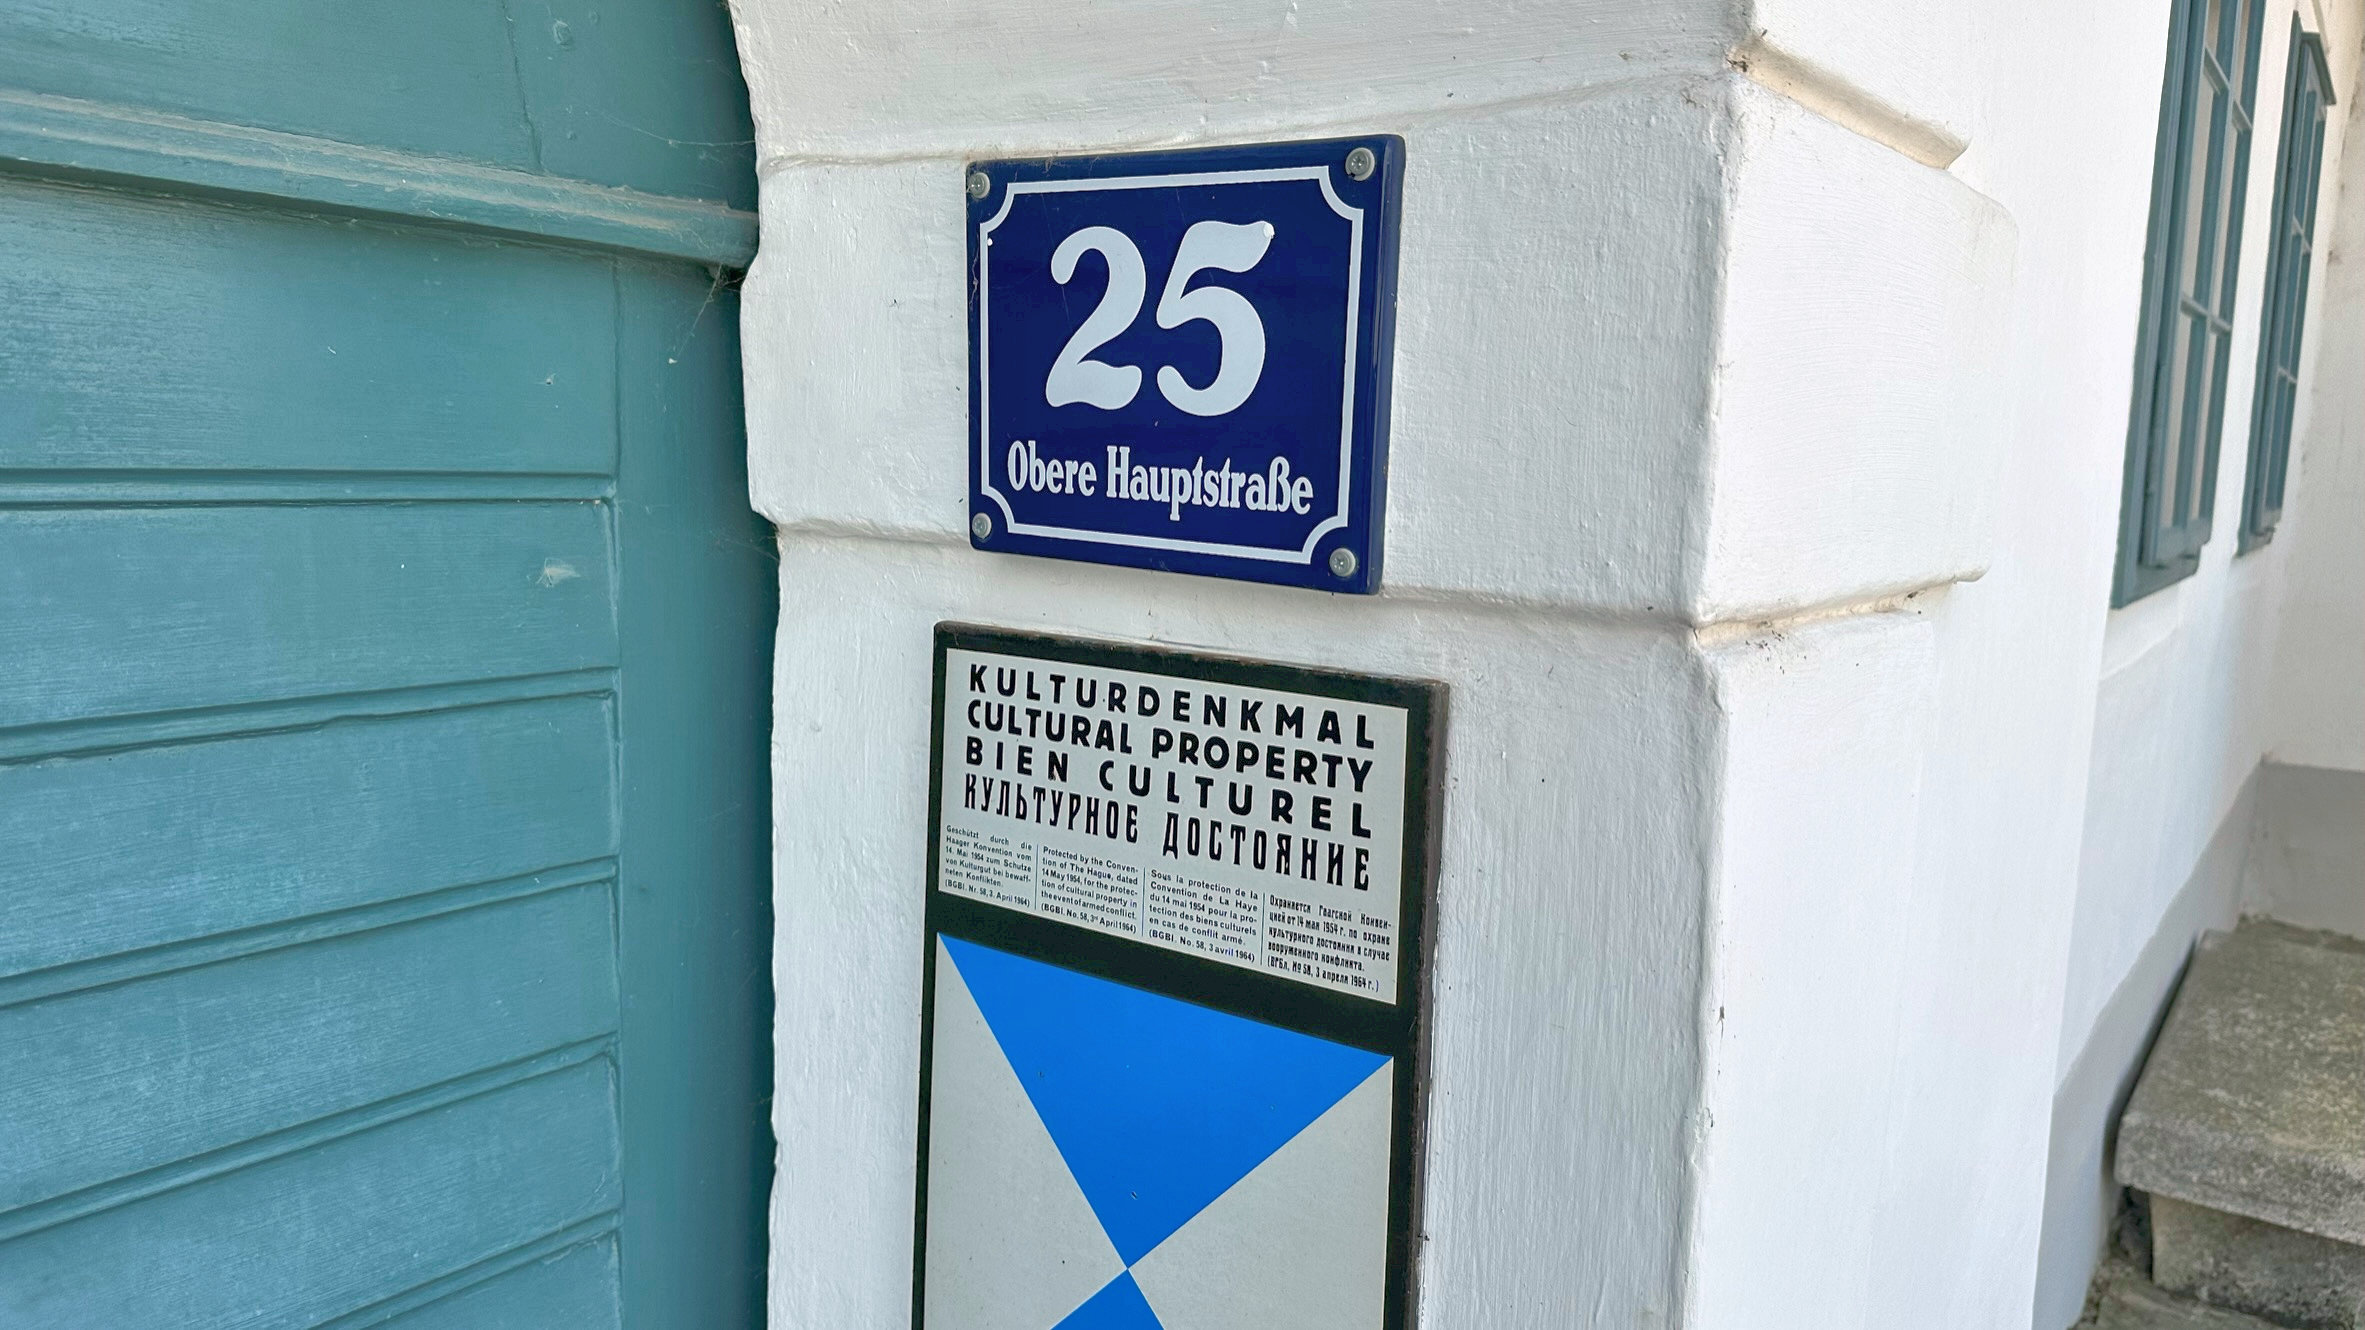 25
Obere Hauptstraße
KULTURDENKMAL
CULTURAL PROPERTY
BIEN CULTUREL
КУЛЬТУРНОЕ ДОСТОЯНИЕ
Geschützt durch die
Haager Konvention vom
14. Mai 1954 zum Schutze
von Kulturgut bei bewaff-
neten Konflikten.
(BGBl. Nr. 58, 3. April 1964)
Protected by the Conven-
tion of The Hague, dated
14 May 1954, for the protec-
tion of cultural property in
the event of armed conflict.
(BGBl. No. 58, 3rd April 1964)
Sous la protection de la
Convention de La Haye
du 14 mai 1954 pour la pro-
tection des biens culturels
en cas de conflit armé.
(BGBl. No. 58, 3 avril 1964)
Охраняется Гаагской Конвен-
цией от 14 мая 1954 г. по охране
культурного достояния в случае
вооруженного конфликта.
(ВГБл. № 58, 3 апреля 1964 г.)